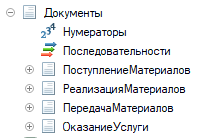 Документы
Нумераторы
Последовательности
ПоступлениеМатериалов
РеализацияМатериалов
ПередачаМатериалов
ОказаниеУслуги